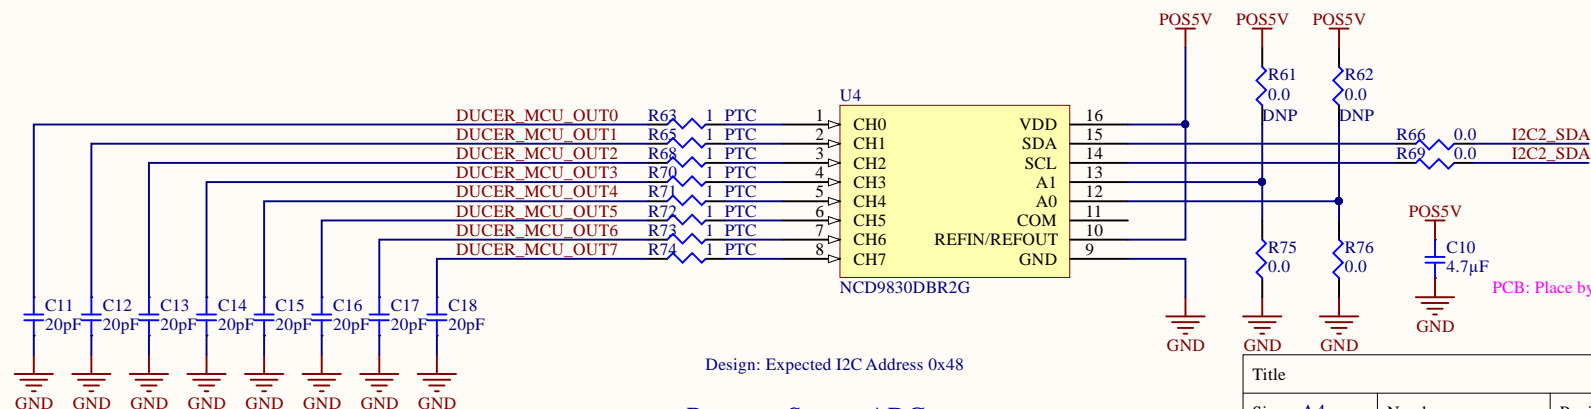 POS5V POS5V POS5V
R61
0.0
DNP
R62
0.0
DNP
U4
DUCER_MCU_OUT0 R63 1 PTC 1 CH0 VDD 16
DUCER_MCU_OUT1 R65 1 PTC 2 CH1 SDA 15 R66 0.0 I2C2_SDA
DUCER_MCU_OUT2 R68 1 PTC 3 CH2 SCL 14 R69 0.0 I2C2_SDA
DUCER_MCU_OUT3 R70 1 PTC 4 CH3 A1 13
DUCER_MCU_OUT4 R71 1 PTC 5 CH4 A0 12
DUCER_MCU_OUT5 R72 1 PTC 6 CH5 COM 11
DUCER_MCU_OUT6 R73 1 PTC 7 CH6 REFIN/REFOUT 10
DUCER_MCU_OUT7 R74 1 PTC 8 CH7 GND 9
NCD9830DBR2G
R75
0.0
R76
0.0
POS5V
C10
4.7µF
GND
PCB: Place by
C11 C12 C13 C14 C15 C16 C17 C18
20pF 20pF 20pF 20pF 20pF 20pF 20pF 20pF
GND GND GND
GND GND GND GND GND GND GND GND
Design: Expected I2C Address 0x48
Title
A4